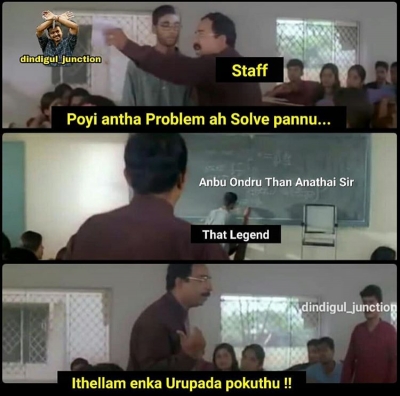 dindigul_junction
Staff
Poyi antha Problem ah Solve pannu...
Anbu Ondru Than Anathai Sir
That Legend
dindigul_junction
Ithellam enka Urupada pokuthu !!